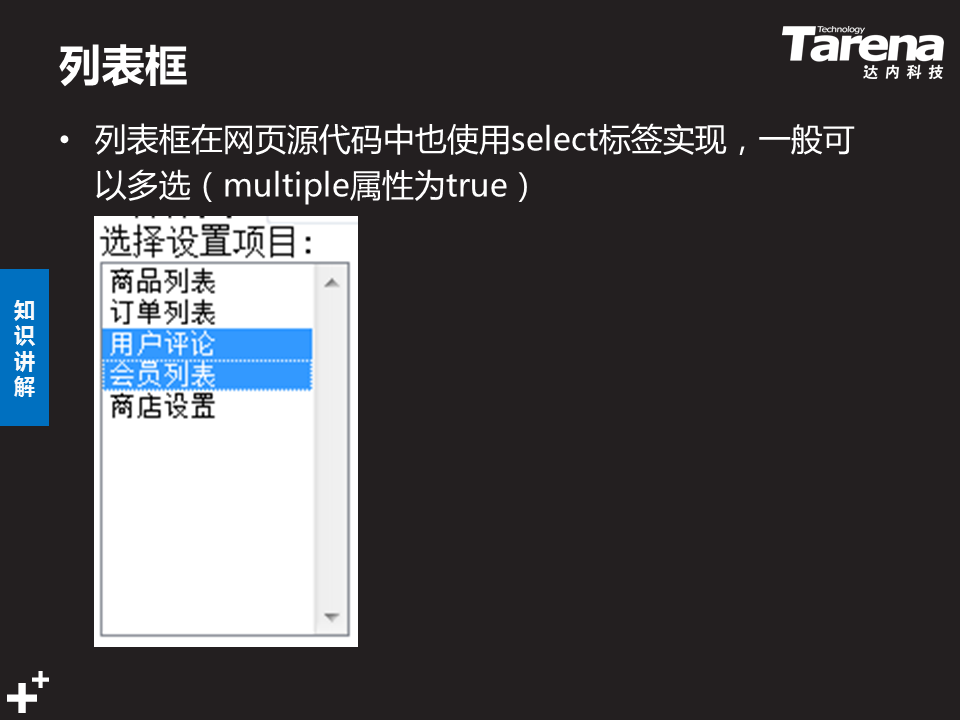 列表框
Technology
Tarena
达内科技
• 列表框在网页源代码中也使用select标签实现，一般可
以多选（multiple属性为true）
选择设置项目：
商品列表
订单列表
用户评论
会员列表
商店设置
知识讲解